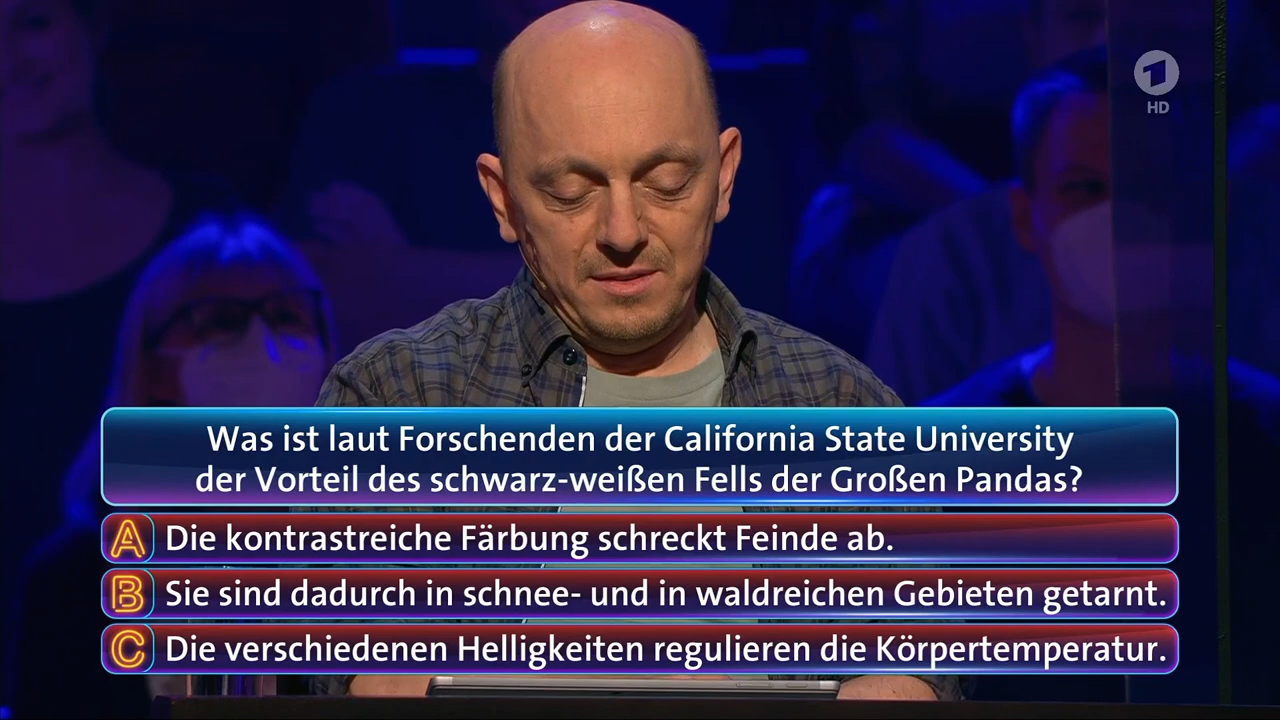 1
HD
Was ist laut Forschenden der California State University
der Vorteil des schwarz-weißen Fells der Großen Pandas?
A Die kontrastreiche Färbung schreckt Feinde ab.
B Sie sind dadurch in schnee- und in waldreichen Gebieten getarnt.
C Die verschiedenen Helligkeiten regulieren die Körpertemperatur.